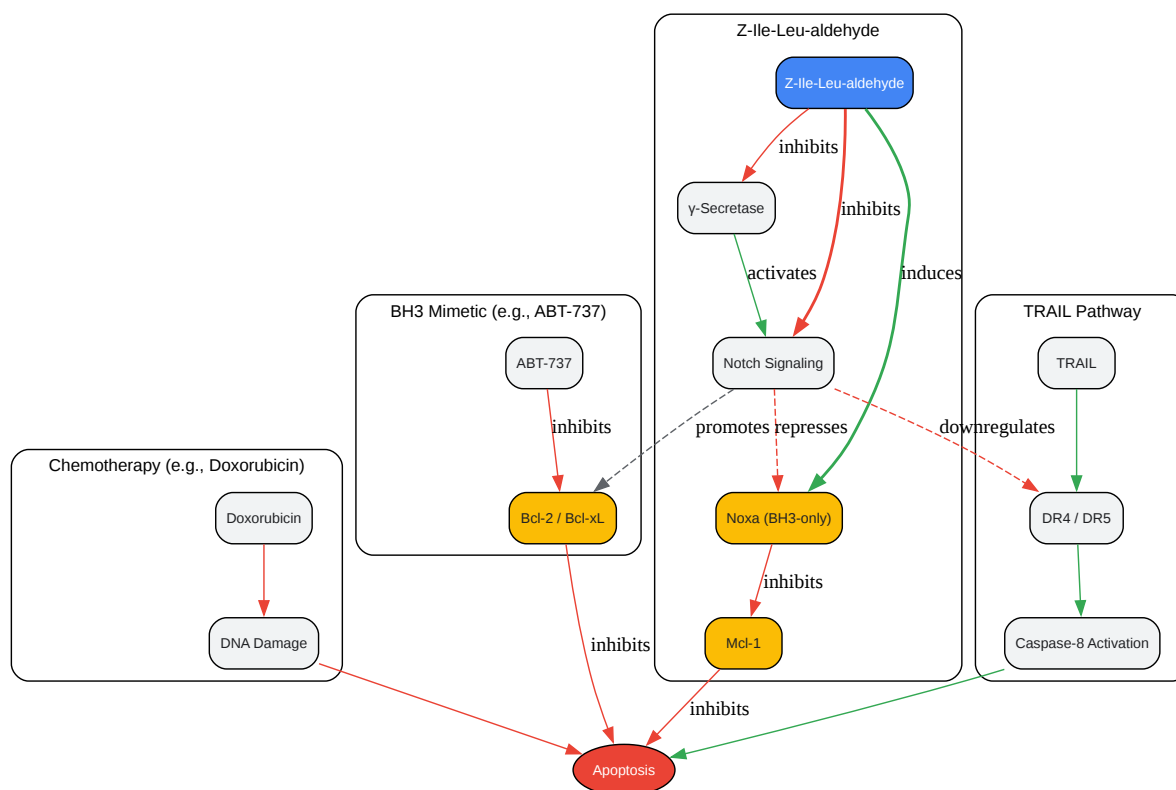 Z-Ile-Leu-aldehyde
Z-Ile-Leu-aldehyde
inhibits
γ-Secretase
inhibits
activates
induces
BH3 Mimetic (e.g., ABT-737)
TRAIL Pathway
ABT-737
Notch Signaling
TRAIL
inhibits
promotes
represses
downregulates
Chemotherapy (e.g., Doxorubicin)
Doxorubicin
Bcl-2 / Bcl-xL
Noxa (BH3-only)
DR4 / DR5
inhibits
DNA Damage
inhibits
Mcl-1
Caspase-8 Activation
inhibits
Apoptosis